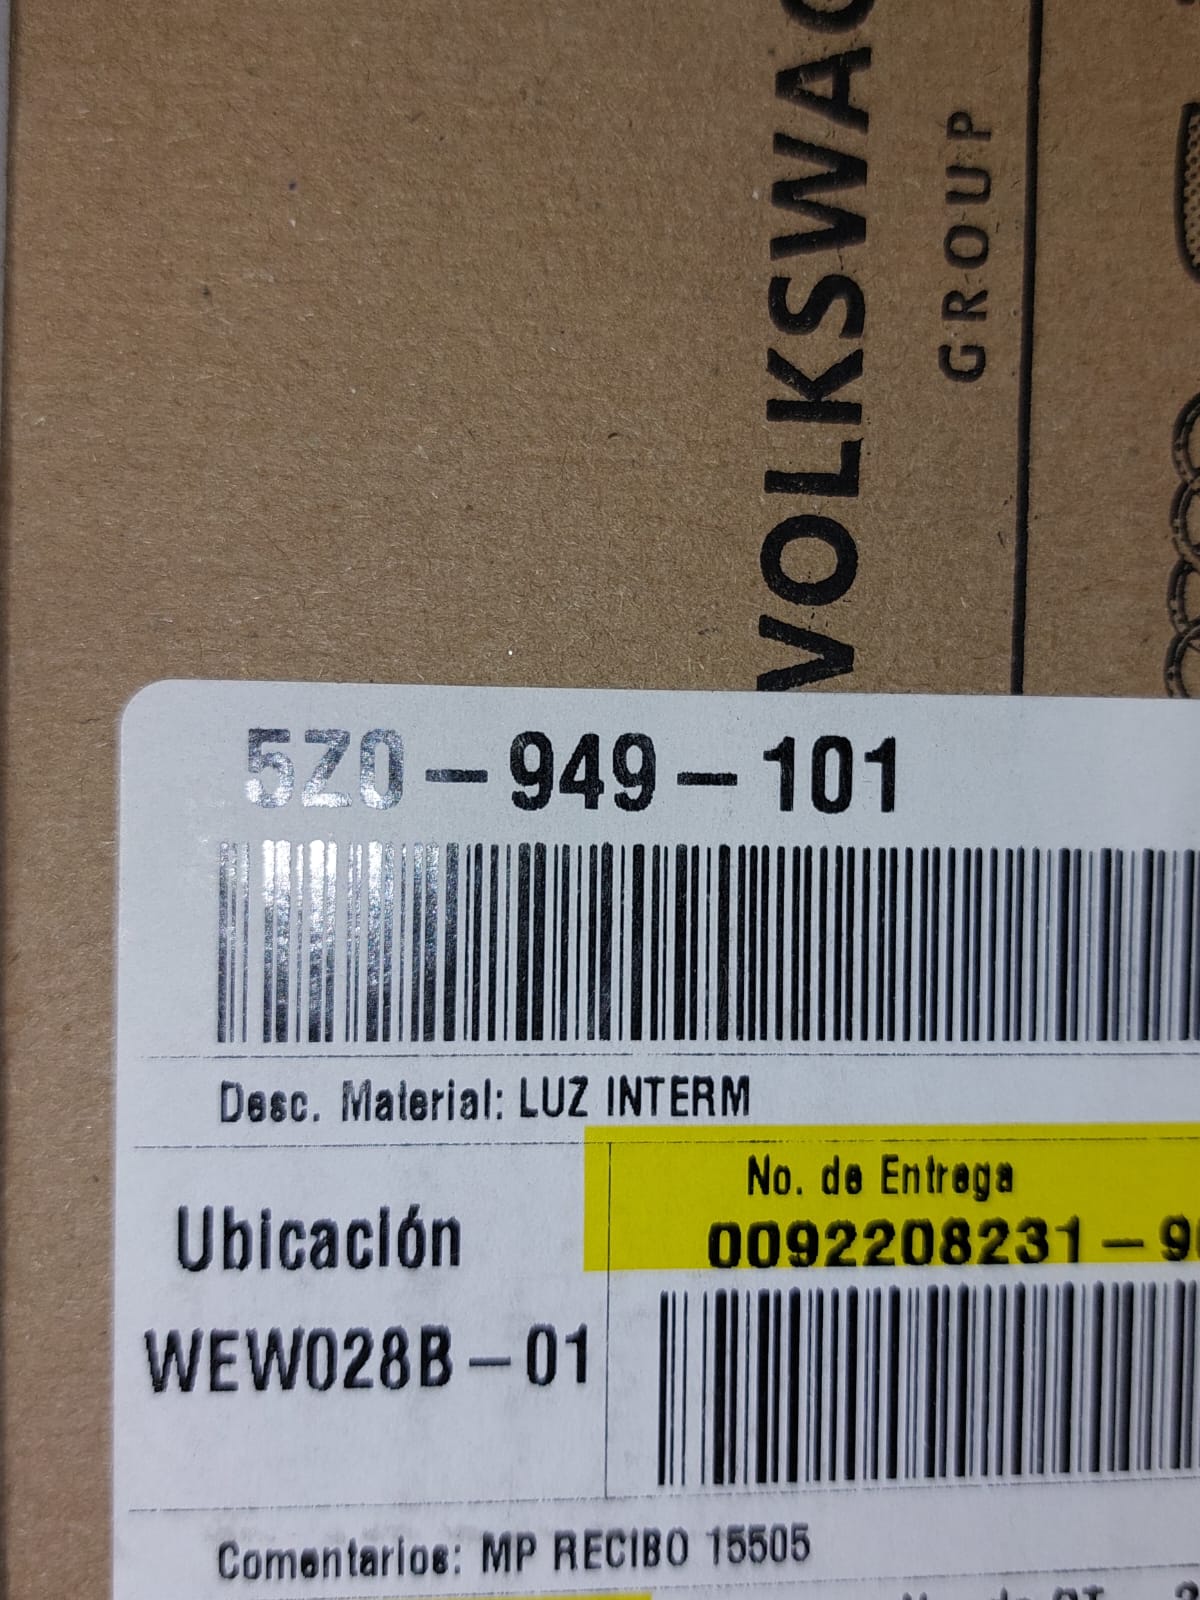 VOLKSWAG
GROUP
5Z0-949-101
Desc. Material: LUZ INTERM
No. de Entrega
0092208231-9
Ubicación
WEW028B-01
Comentarios: MP RECIBO 15505